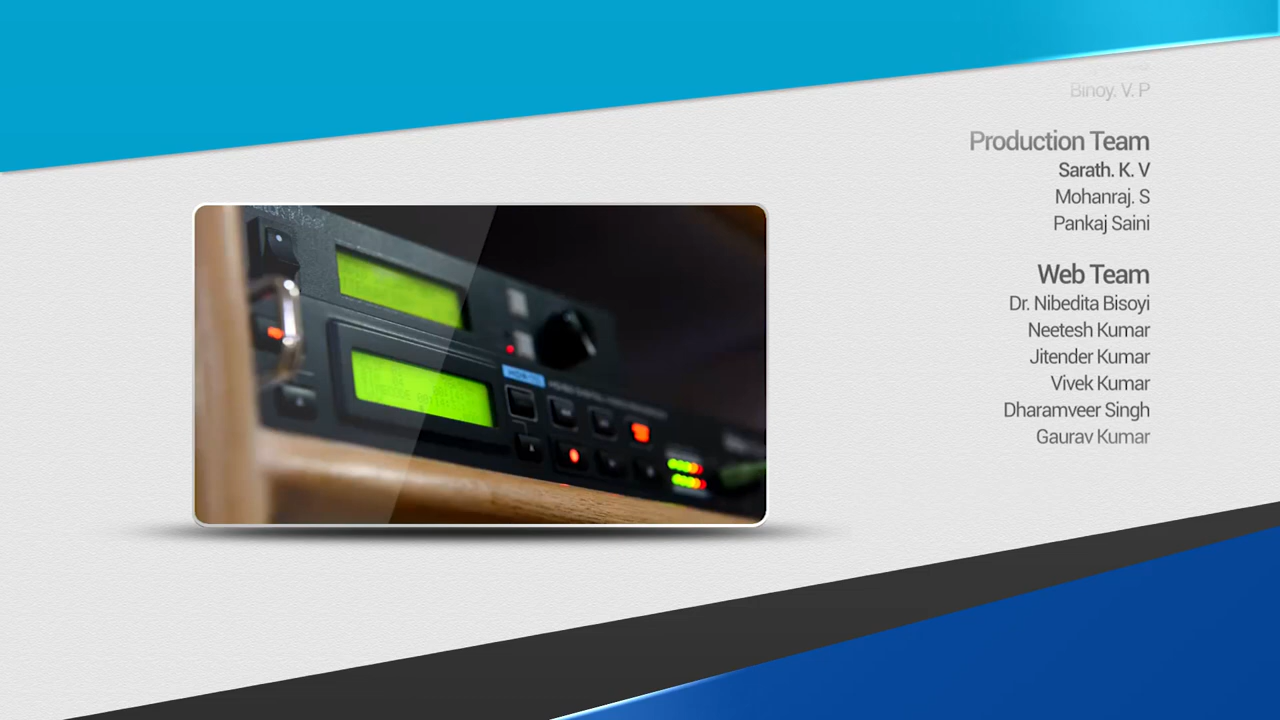 Binoy. V. P
Production Team
Sarath. K. V
Mohanraj. S
Pankaj Saini
Web Team
Dr. Nibedita Bisoyi
Neetesh Kumar
Jitender Kumar
Vivek Kumar
Dharamveer Singh
Gaurav Kumar